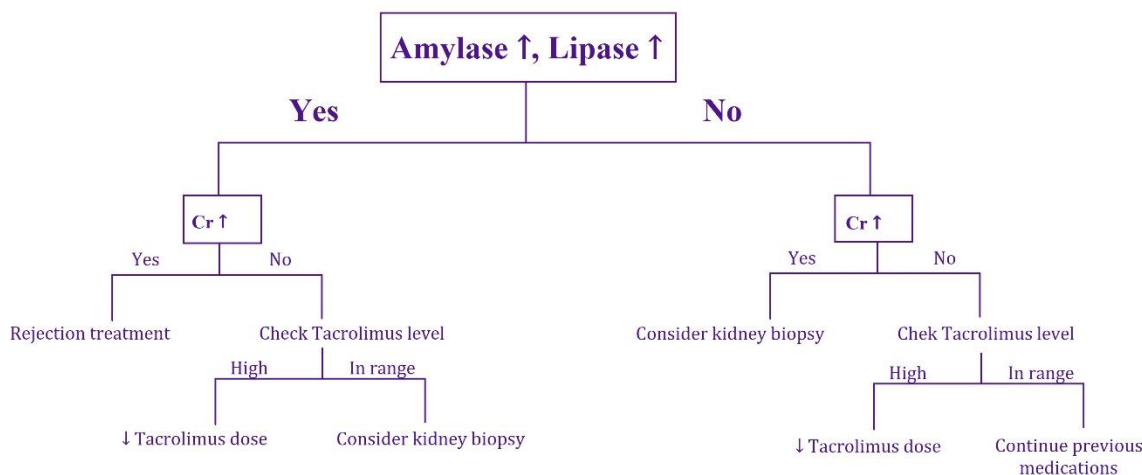 Amylase ↑, Lipase ↑
Yes
No
Cr ↑
Cr ↑
Yes
No
Yes
No
Rejection treatment
Check Tacrolimus level
Consider kidney biopsy
Chek Tacrolimus level
High
In range
High
In range
↓ Tacrolimus dose
Consider kidney biopsy
↓ Tacrolimus dose
Continue previous
medications